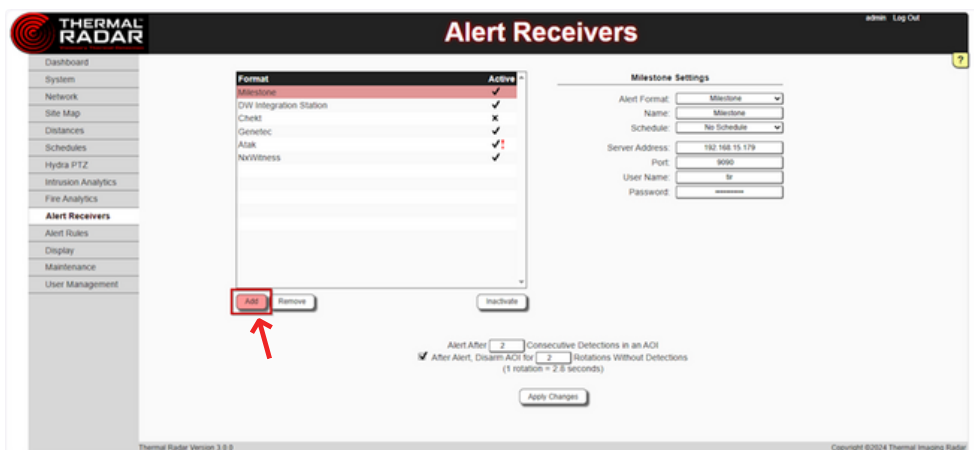 THERMAL
RADAR
Alert Receivers
admin Log Out
?
Dashboard
System
Network
Site Map
Distances
Schedules
Hydra PTZ
Intrusion Analytics
Fire Analytics
Alert Receivers
Alert Rules
Display
Maintenance
User Management
Format Active
Milestone
DW Integration Station
Chekt
Genetec
Atak
NxWitness
Add Remove Inactivate
Milestone Settings
Alert Format: Milestone
Name: Milestone
Schedule: No Schedule
Server Address: 192.168.15.179
Port: 9090
User Name:
Password:
Alert After 2 Consecutive Detections in an AOI
After Alert, Disarm AOI for 2 Rotations Without Detections
(1 rotation = 2.8 seconds)
Apply Changes
Thermal Radar Version 3.0.0
Copyright ©2024 Thermal Imaging Radar